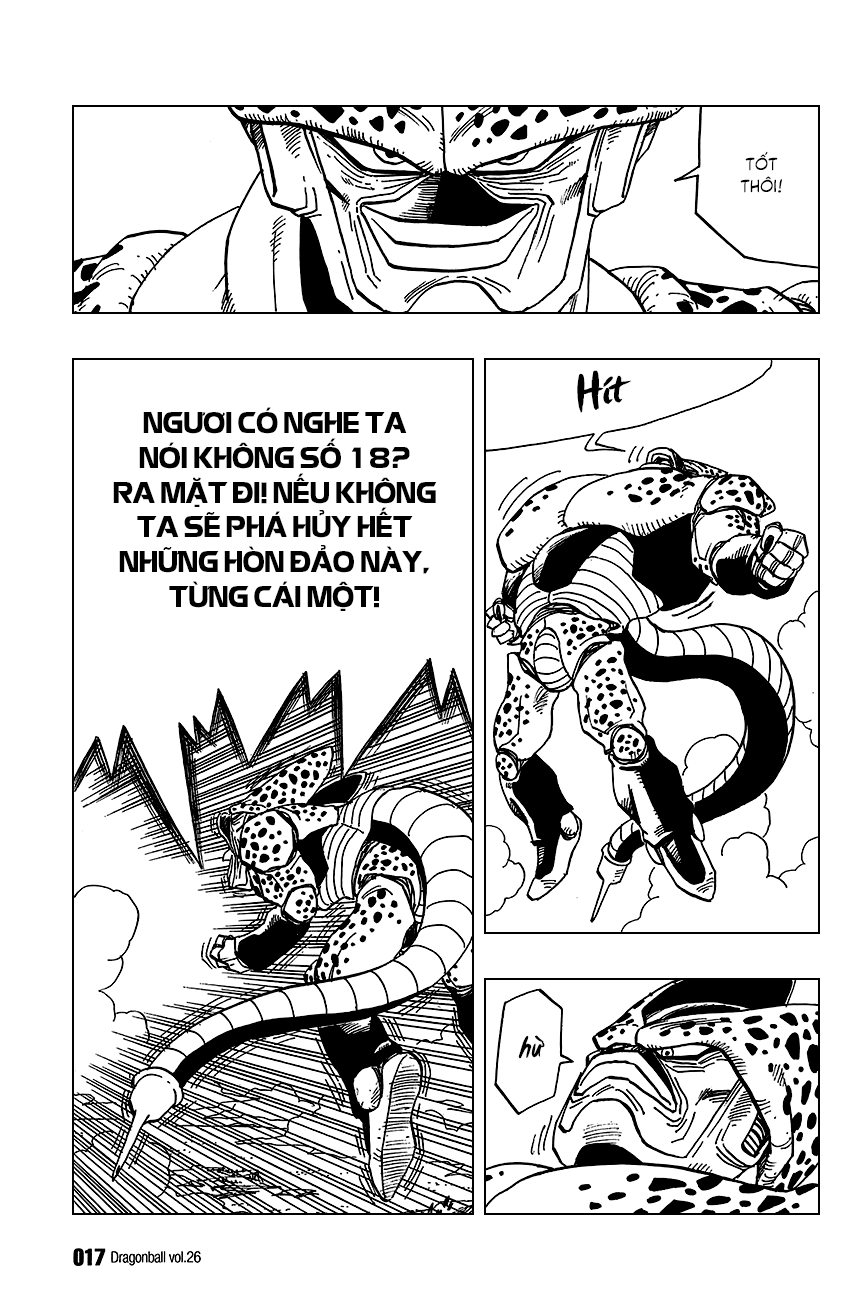 TỐT
THÔI!
Hít
hừ
NGƯƠI CÓ NGHE TA
NÓI KHÔNG SỐ 18?
RA MẶT ĐI! NẾU KHÔNG
TA SẼ PHÁ HỦY HẾT
NHỮNG HÒN ĐẢO NÀY,
TỪNG CÁI MỘT!
017 Dragonball vol.26